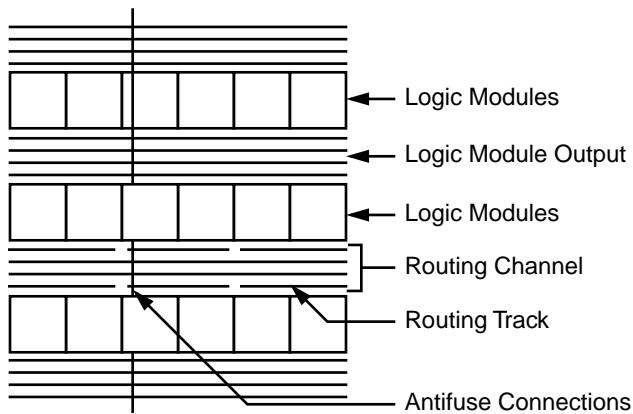 Logic Modules
Logic Module Output
Logic Modules
Routing Channel
Routing Track
Antifuse Connections